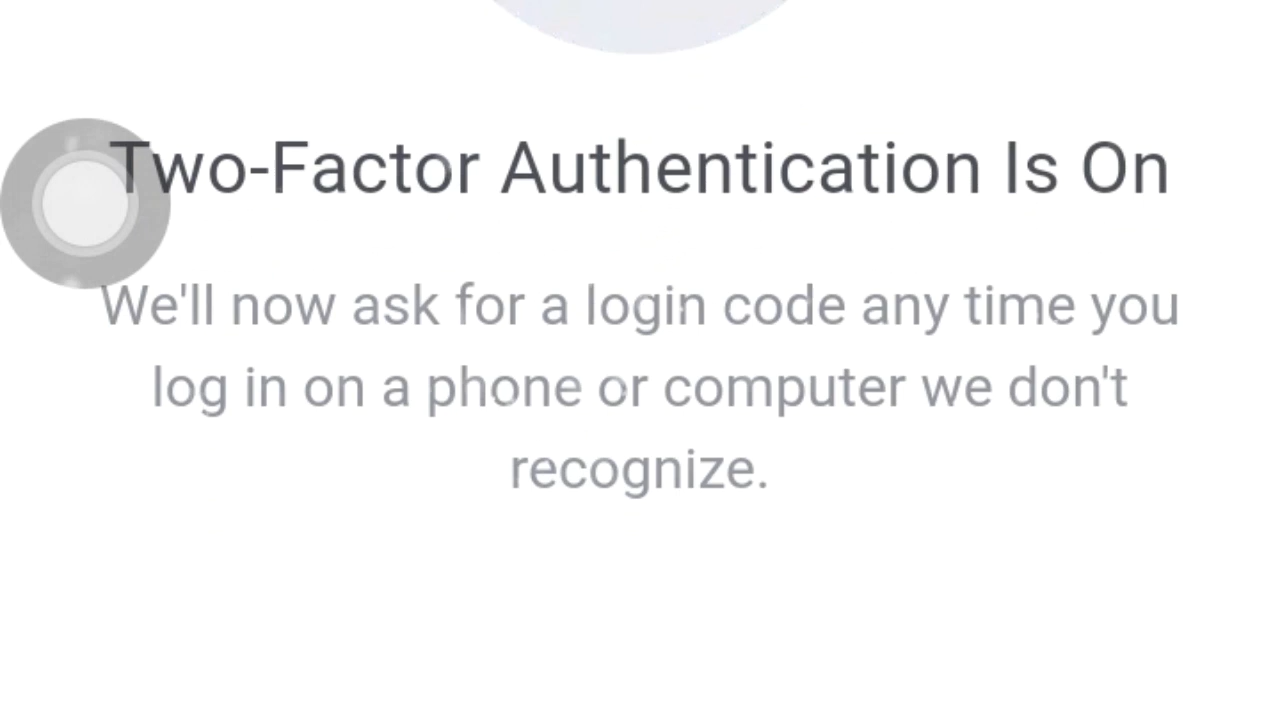 Two-Factor Authentication Is On
We'll now ask for a login code any time you
log in on a phone or computer we don't
recognize.